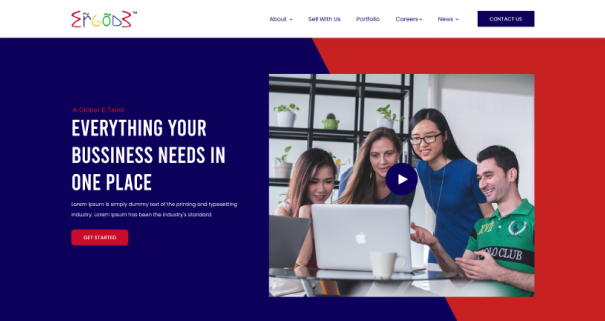 ERGODE™
About
Sell With Us
Portfolio
Careers
News
CONTACT US
A Global E-Tailer
EVERYTHING YOUR
BUSSINESS NEEDS IN
ONE PLACE
Lorem Ipsum is simply dummy text of the printing and typesetting
industry. Lorem Ipsum has been the industry's standard.
GET STARTED
POLO CLUB